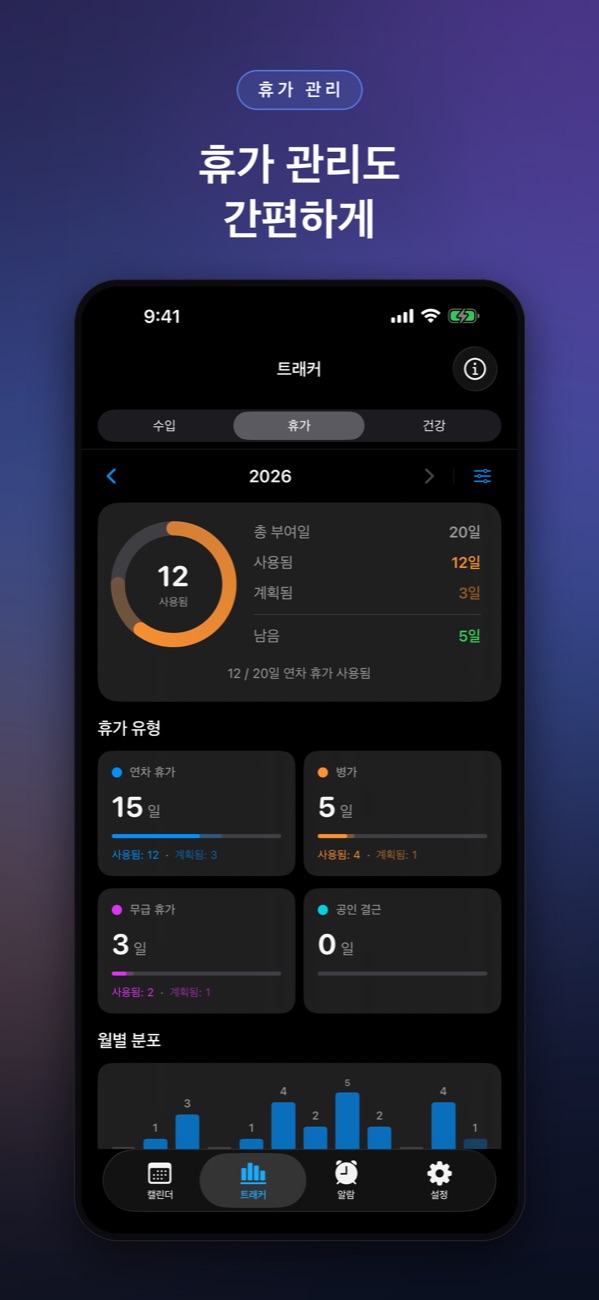 휴가 관리
휴가 관리도
간편하게
9:41
트래커
수입 휴가 건강
2026
12
사용됨
총 부여일 20일
사용됨 12일
계획됨 3일
남음 5일
12 / 20일 연차 휴가 사용됨
휴가 유형
연차 휴가
15 일
사용됨: 12 · 계획됨: 3
병가
5 일
사용됨: 4 · 계획됨: 1
무급 휴가
3 일
사용됨: 2 · 계획됨: 1
공인 결근
0 일
월별 분포
1 3 1 4 2 5 2 4 1
캘린더 트래커 알람 설정